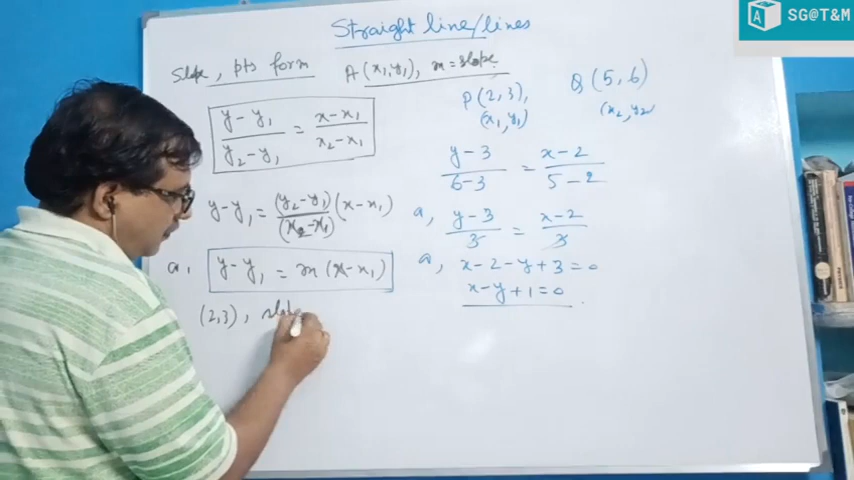 SG@T&M
Straight line/lines
Slope, pts form A(x₁,y₁), m=slope
(y-y₁)/(y₂-y₁) = (x-x₁)/(x₂-x₁)
y-y₁ = (y₂-y₁)/(x₂-x₁) (x-x₁)
a, y-y₁ = m(x-x₁)
(2,3), slope
P(2,3), Q(5,6)
(x₁,y₁) (x₂,y₂)
(y-3)/(6-3) = (x-2)/(5-2)
a, (y-3)/3 = (x-2)/3
a, x-2-y+3=0
x-y+1=0